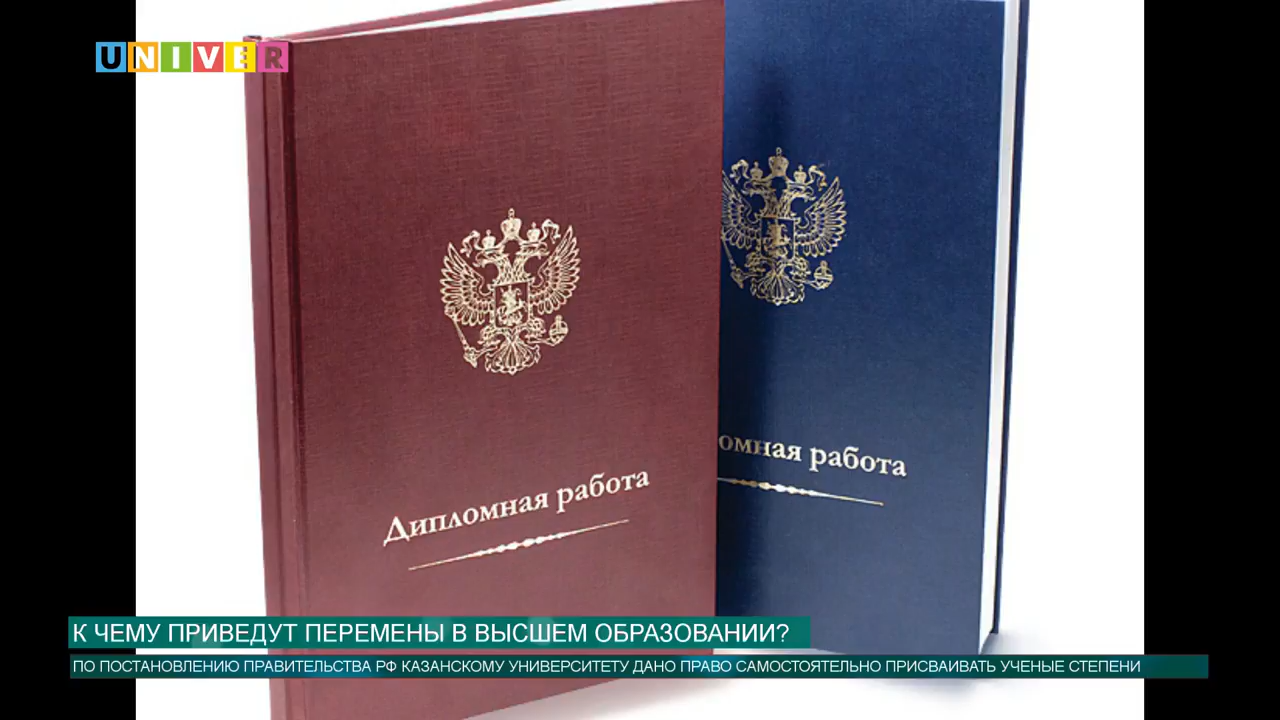 UNIVER
Дипломная работа
омная работа
К ЧЕМУ ПРИВЕДУТ ПЕРЕМЕНЫ В ВЫСШЕМ ОБРАЗОВАНИИ?
ПО ПОСТАНОВЛЕНИЮ ПРАВИТЕЛЬСТВА РФ КАЗАНСКОМУ УНИВЕРСИТЕТУ ДАНО ПРАВО САМОСТОЯТЕЛЬНО ПРИСВАИВАТЬ УЧЕНЫЕ СТЕПЕНИ